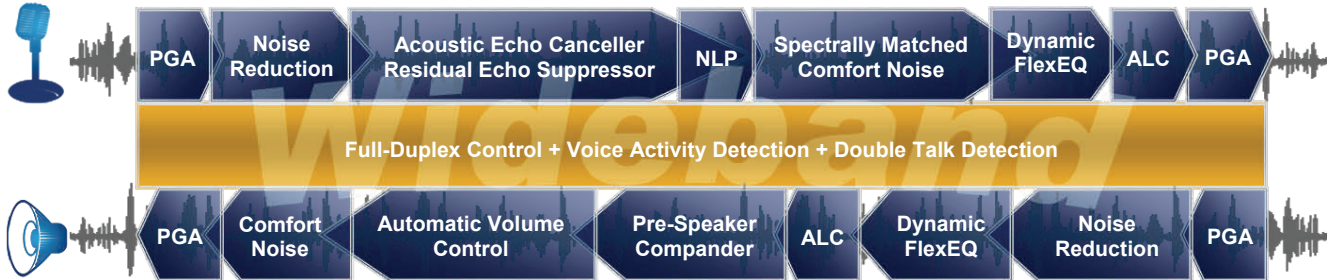 PGA
Noise
Reduction
Acoustic Echo Canceller
Residual Echo Suppressor
NLP
Spectrally Matched
Comfort Noise
Dynamic
FlexEQ
ALC
PGA
Wideband
Full-Duplex Control + Voice Activity Detection + Double Talk Detection
PGA
Comfort
Noise
Automatic Volume
Control
Pre-Speaker
Compander
ALC
Dynamic
FlexEQ
Noise
Reduction
PGA